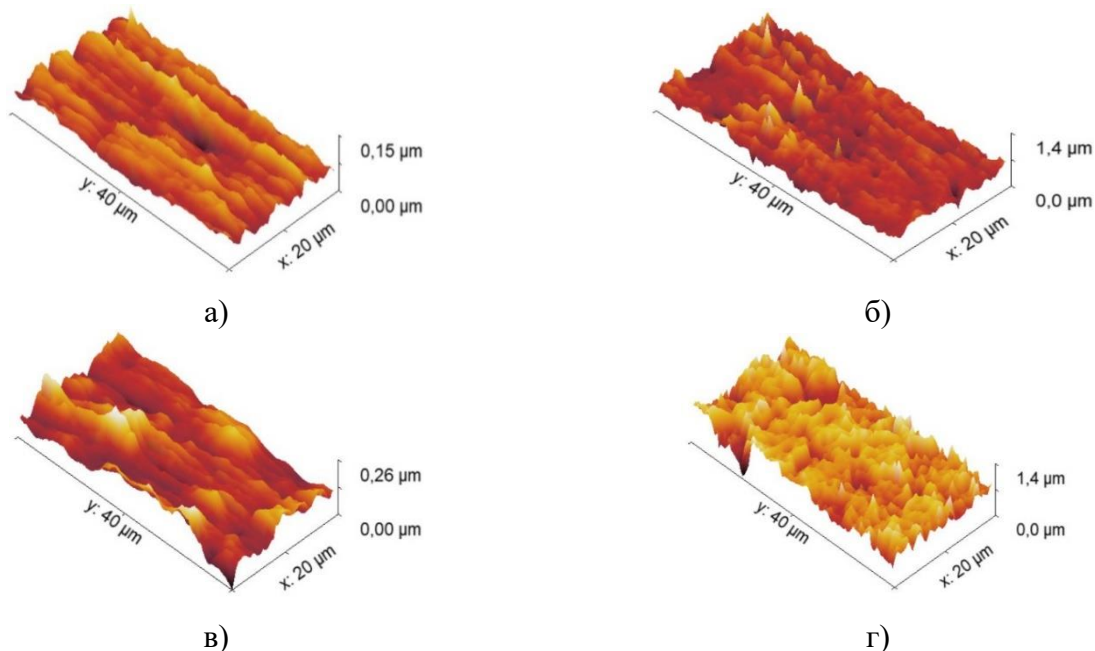 0,15 µm
0,00 µm
y: 40 µm
x: 20 µm
а)
1,4 µm
0,0 µm
y: 40 µm
x: 20 µm
б)
0,26 µm
0,00 µm
y: 40 µm
x: 20 µm
в)
1,4 µm
0,0 µm
y: 40 µm
x: 20 µm
г)